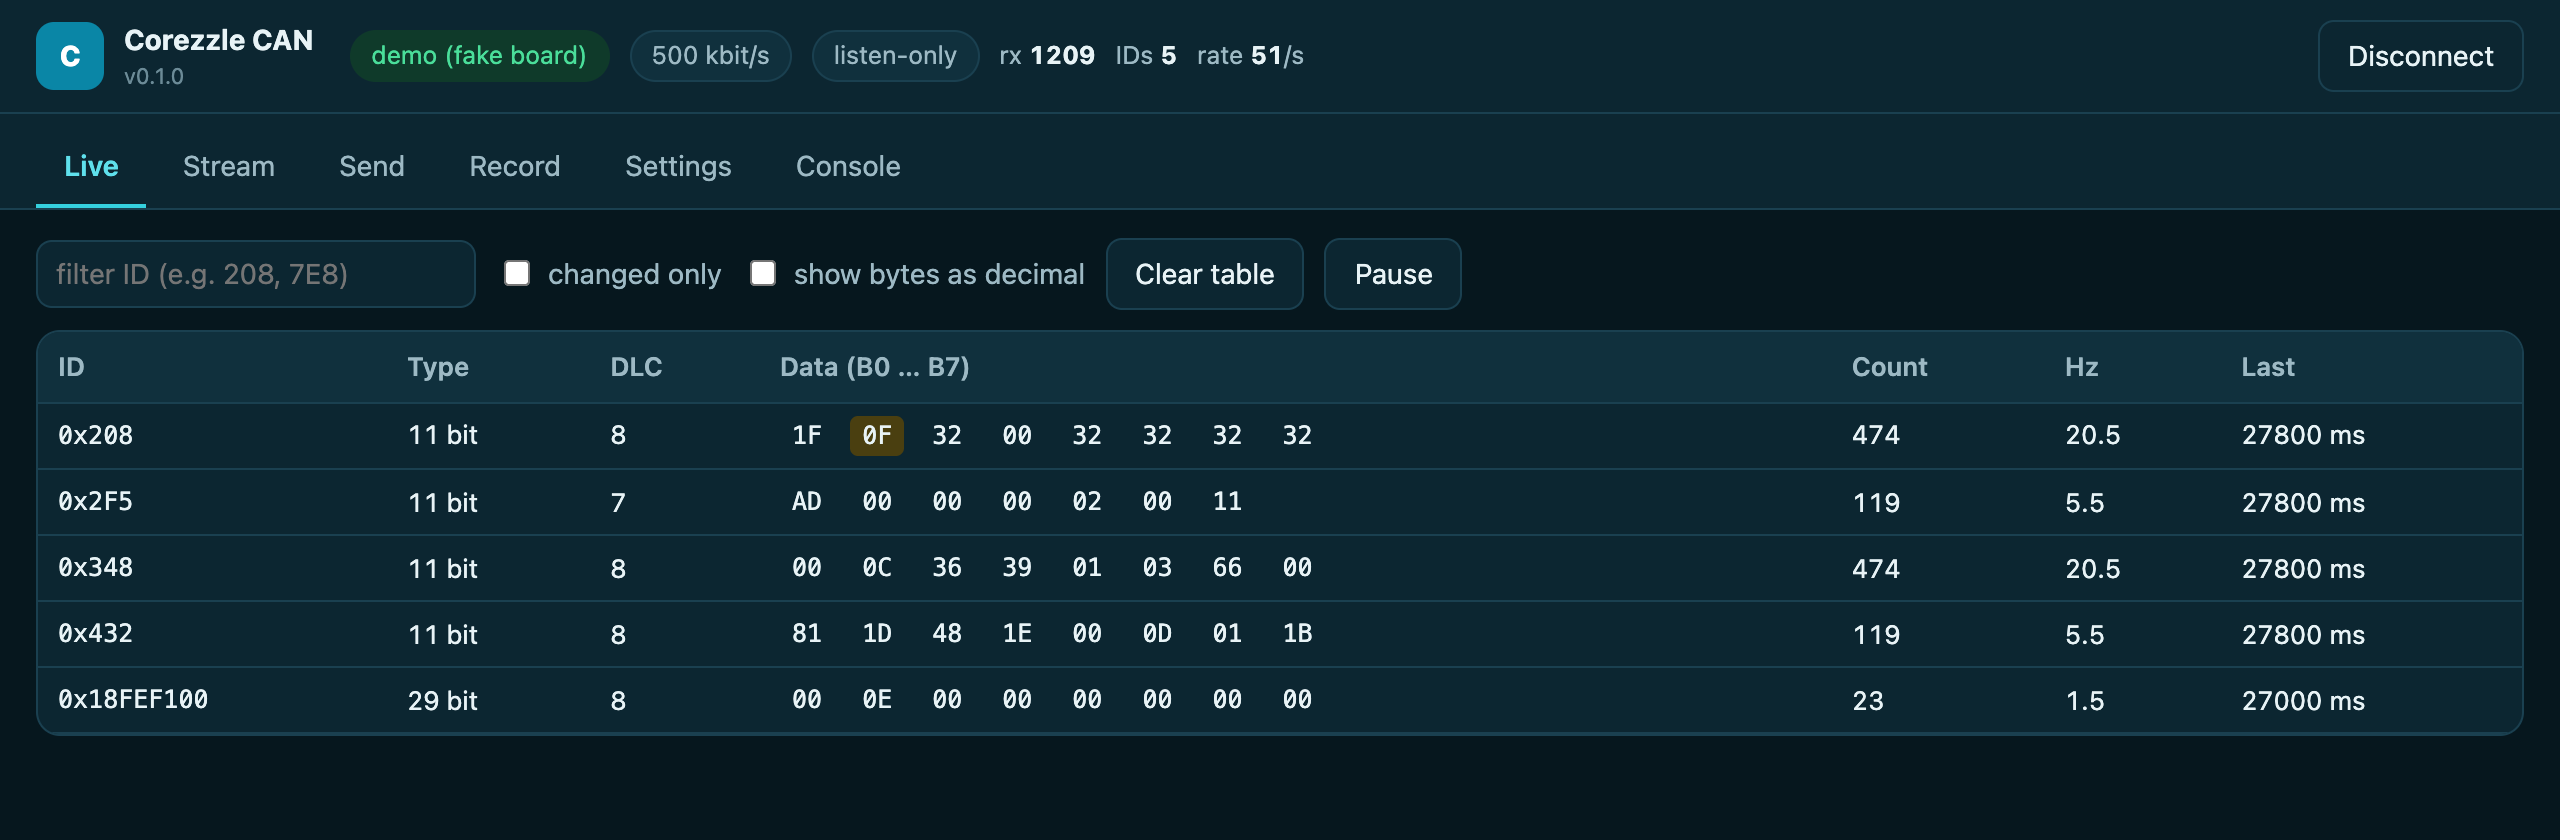 C
Corezzle CAN
v0.1.0
demo (fake board)
500 kbit/s
listen-only
rx 1209 IDs 5 rate 51/s
Disconnect
Live Stream Send Record Settings Console
filter ID (e.g. 208, 7E8)
changed only
show bytes as decimal
Clear table
Pause
ID Type DLC Data (B0 ... B7) Count Hz Last
0x208 11 bit 8 1F 0F 32 00 32 32 32 32 474 20.5 27800 ms
0x2F5 11 bit 7 AD 00 00 00 02 00 11 119 5.5 27800 ms
0x348 11 bit 8 00 0C 36 39 01 03 66 00 474 20.5 27800 ms
0x432 11 bit 8 81 1D 48 1E 00 0D 01 1B 119 5.5 27800 ms
0x18FEF100 29 bit 8 00 0E 00 00 00 00 00 00 23 1.5 27000 ms